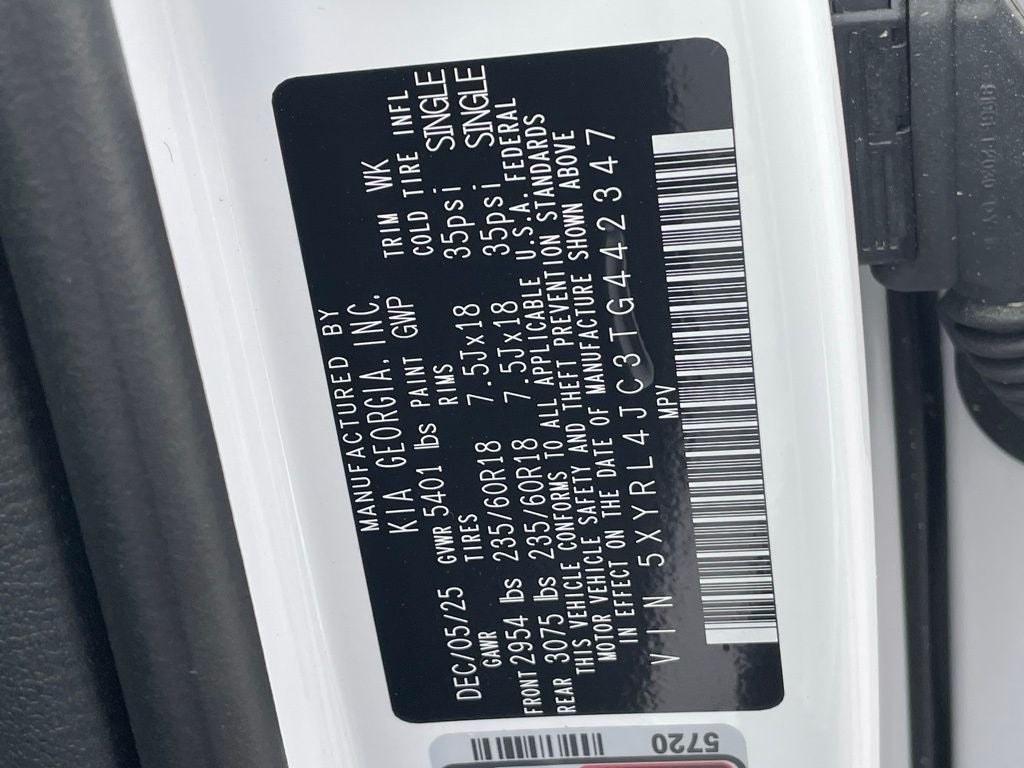 MANUFACTURED BY
KIA GEORGIA, INC.
DEC/05/25 GVWR 5401 lbs PAINT GWP TRIM WK
GAWR TIRES RIMS COLD TIRE INFL
FRONT 2954 lbs 235/60R18 7.5Jx18 35psi SINGLE
REAR 3075 lbs 235/60R18 7.5Jx18 35psi SINGLE
THIS VEHICLE CONFORMS TO ALL APPLICABLE U.S.A. FEDERAL
MOTOR VEHICLE SAFETY AND THEFT PREVENTION STANDARDS
IN EFFECT ON THE DATE OF MANUFACTURE SHOWN ABOVE
VIN 5XYRL4JC3TG442347
MPV
5720